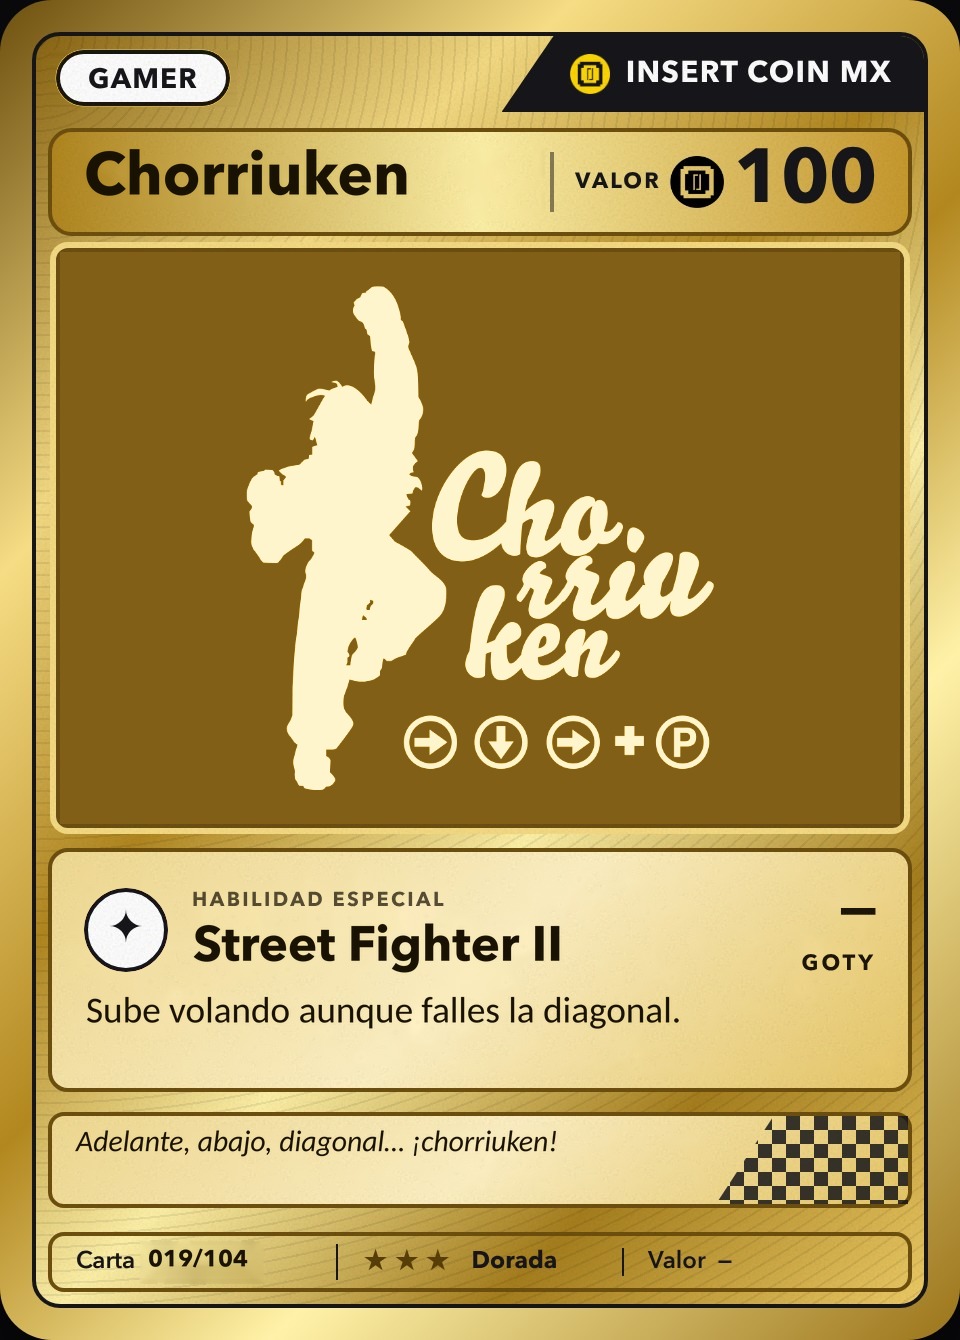 GAMER
INSERT COIN MX
Chorriuken
VALOR 100
Cho.
rriu
ken
+ P
HABILIDAD ESPECIAL
Street Fighter II
–
GOTY
Sube volando aunque falles la diagonal.
Adelante, abajo, diagonal... ¡chorriuken!
Carta 019/104
★★★ Dorada
Valor –